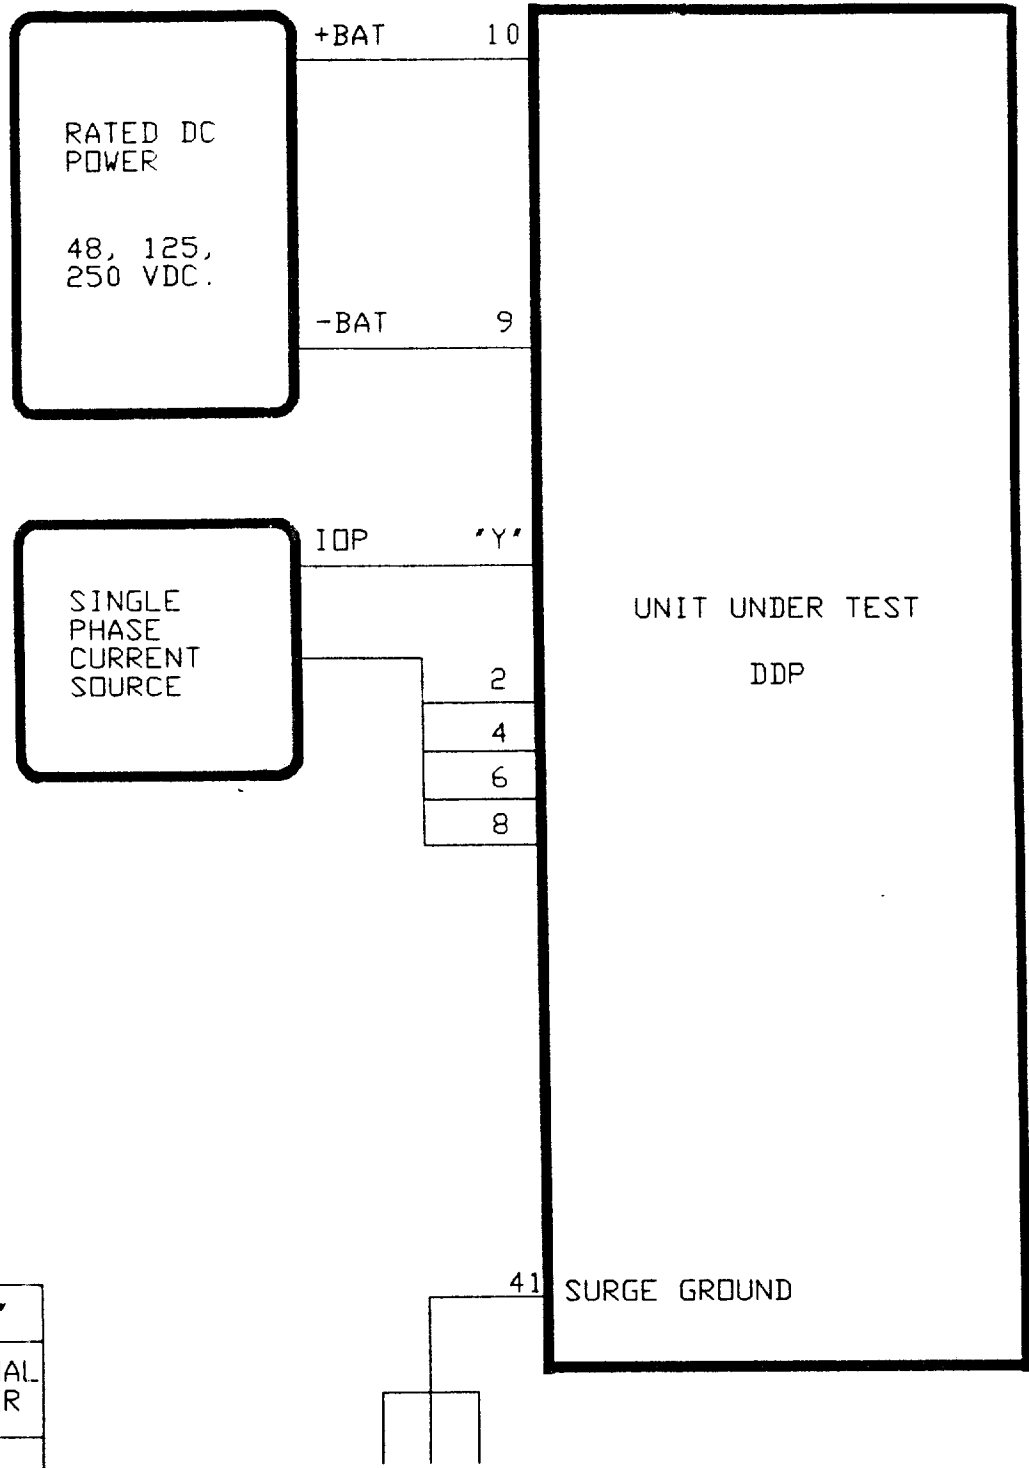 +BAT 10
RATED DC
POWER
48, 125,
250 VDC.
-BAT 9
IOP "Y"
SINGLE
PHASE
CURRENT
SOURCE
UNIT UNDER TEST
DDP
2
4
6
8
41 SURGE GROUND
AL
R